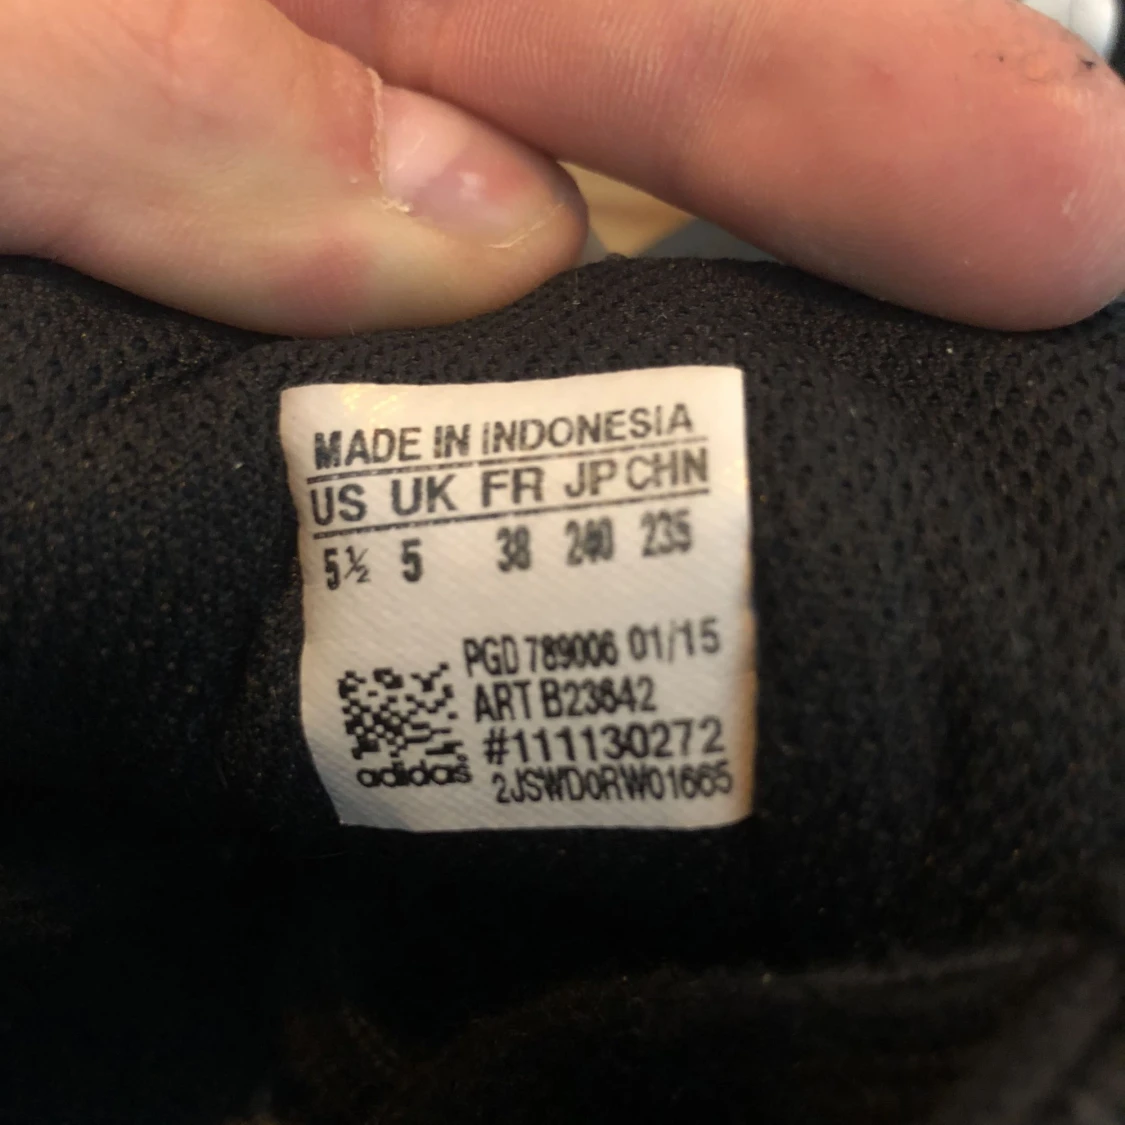 MADE IN INDONESIA
US UK FR JP CHN
5½ 5 38 240 235
PGD 789006 01/15
ART B23642
#111130272
adidas 2JSWD0RW01665